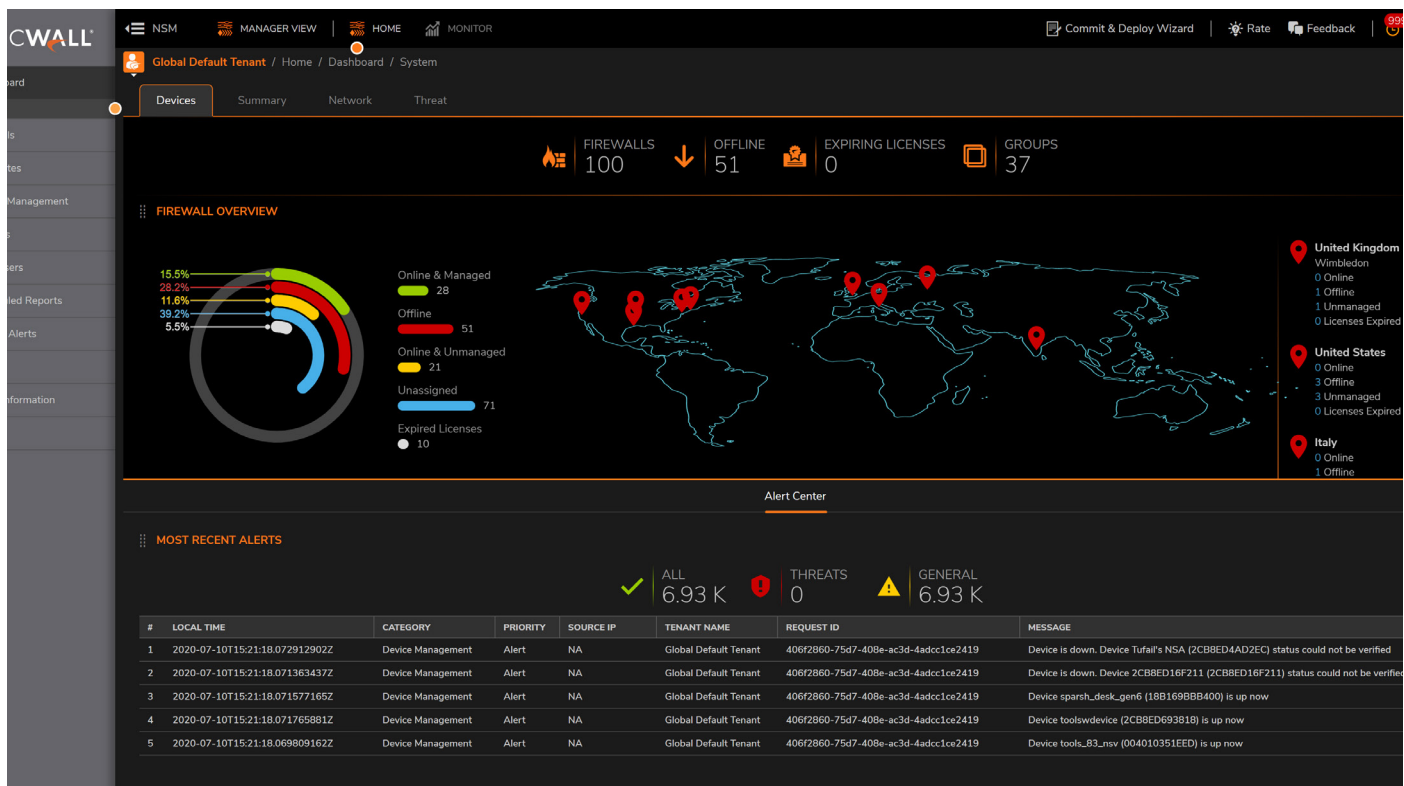 CWALL
NSM
MANAGER VIEW
HOME
MONITOR
Commit & Deploy Wizard
Rate
Feedback
999
Global Default Tenant / Home / Dashboard / System
Devices
Summary
Network
Threat
Management
Alerts
FIREWALLS
100
OFFLINE
51
EXPIRING LICENSES
0
GROUPS
37
FIREWALL OVERVIEW
15.5%
28.2%
11.6%
39.2%
5.5%
Online & Managed
28
Offline
51
Online & Unmanaged
21
Unassigned
71
Expired Licenses
10
United Kingdom
Wimbledon
0 Online
1 Offline
1 Unmanaged
0 Licenses Expired
United States
0 Online
3 Offline
3 Unmanaged
0 Licenses Expired
Italy
0 Online
1 Offline
Alert Center
MOST RECENT ALERTS
ALL
6.93 K
THREATS
0
GENERAL
6.93 K
# LOCAL TIME CATEGORY PRIORITY SOURCE IP TENANT NAME REQUEST ID MESSAGE
1 2020-07-10T15:21:18.072912902Z Device Management Alert NA Global Default Tenant 406f2860-75d7-408e-ac3d-4adcc1ce2419 Device is down. Device Tufail's NSA (2CB8ED4AD2EC) status could not be verified
2 2020-07-10T15:21:18.071363437Z Device Management Alert NA Global Default Tenant 406f2860-75d7-408e-ac3d-4adcc1ce2419 Device is down. Device 2CB8ED16F211 (2CB8ED16F211) status could not be verified
3 2020-07-10T15:21:18.071577165Z Device Management Alert NA Global Default Tenant 406f2860-75d7-408e-ac3d-4adcc1ce2419 Device sparsh_desk_gen6 (18B169BBB400) is up now
4 2020-07-10T15:21:18.071765881Z Device Management Alert NA Global Default Tenant 406f2860-75d7-408e-ac3d-4adcc1ce2419 Device toolswdevice (2CB8ED693818) is up now
5 2020-07-10T15:21:18.069809162Z Device Management Alert NA Global Default Tenant 406f2860-75d7-408e-ac3d-4adcc1ce2419 Device tools_83_nsv (004010351EED) is up now